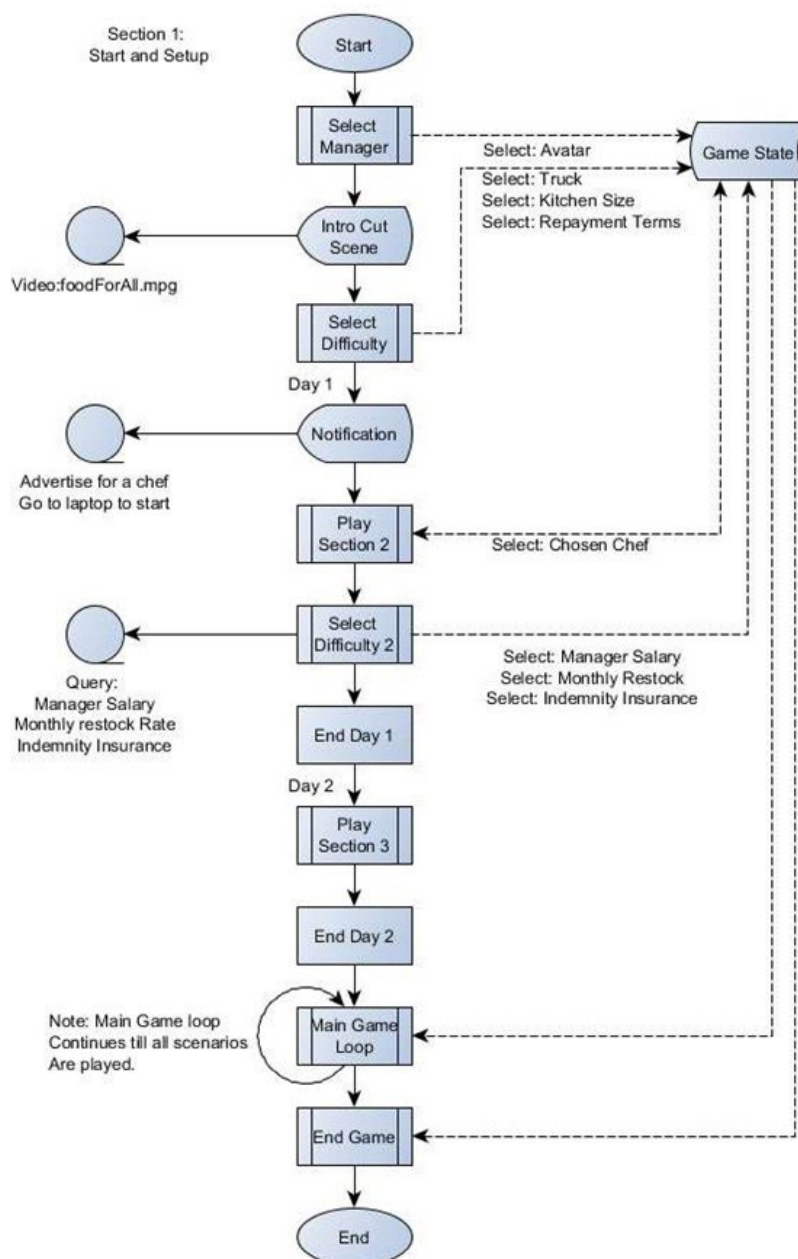 Section 1:
Start and Setup
Start
Select
Manager
Select: Avatar
Game State
Select: Truck
Select: Kitchen Size
Select: Repayment Terms
Intro Cut
Scene
Video:foodForAll.mpg
Select
Difficulty
Day 1
Notification
Advertise for a chef
Go to laptop to start
Play
Section 2
Select: Chosen Chef
Select
Difficulty 2
Query:
Manager Salary
Monthly restock Rate
Indemnity Insurance
Select: Manager Salary
Select: Monthly Restock
Select: Indemnity Insurance
End Day 1
Day 2
Play
Section 3
End Day 2
Note: Main Game loop
Continues till all scenarios
Are played.
Main Game
Loop
End Game
End